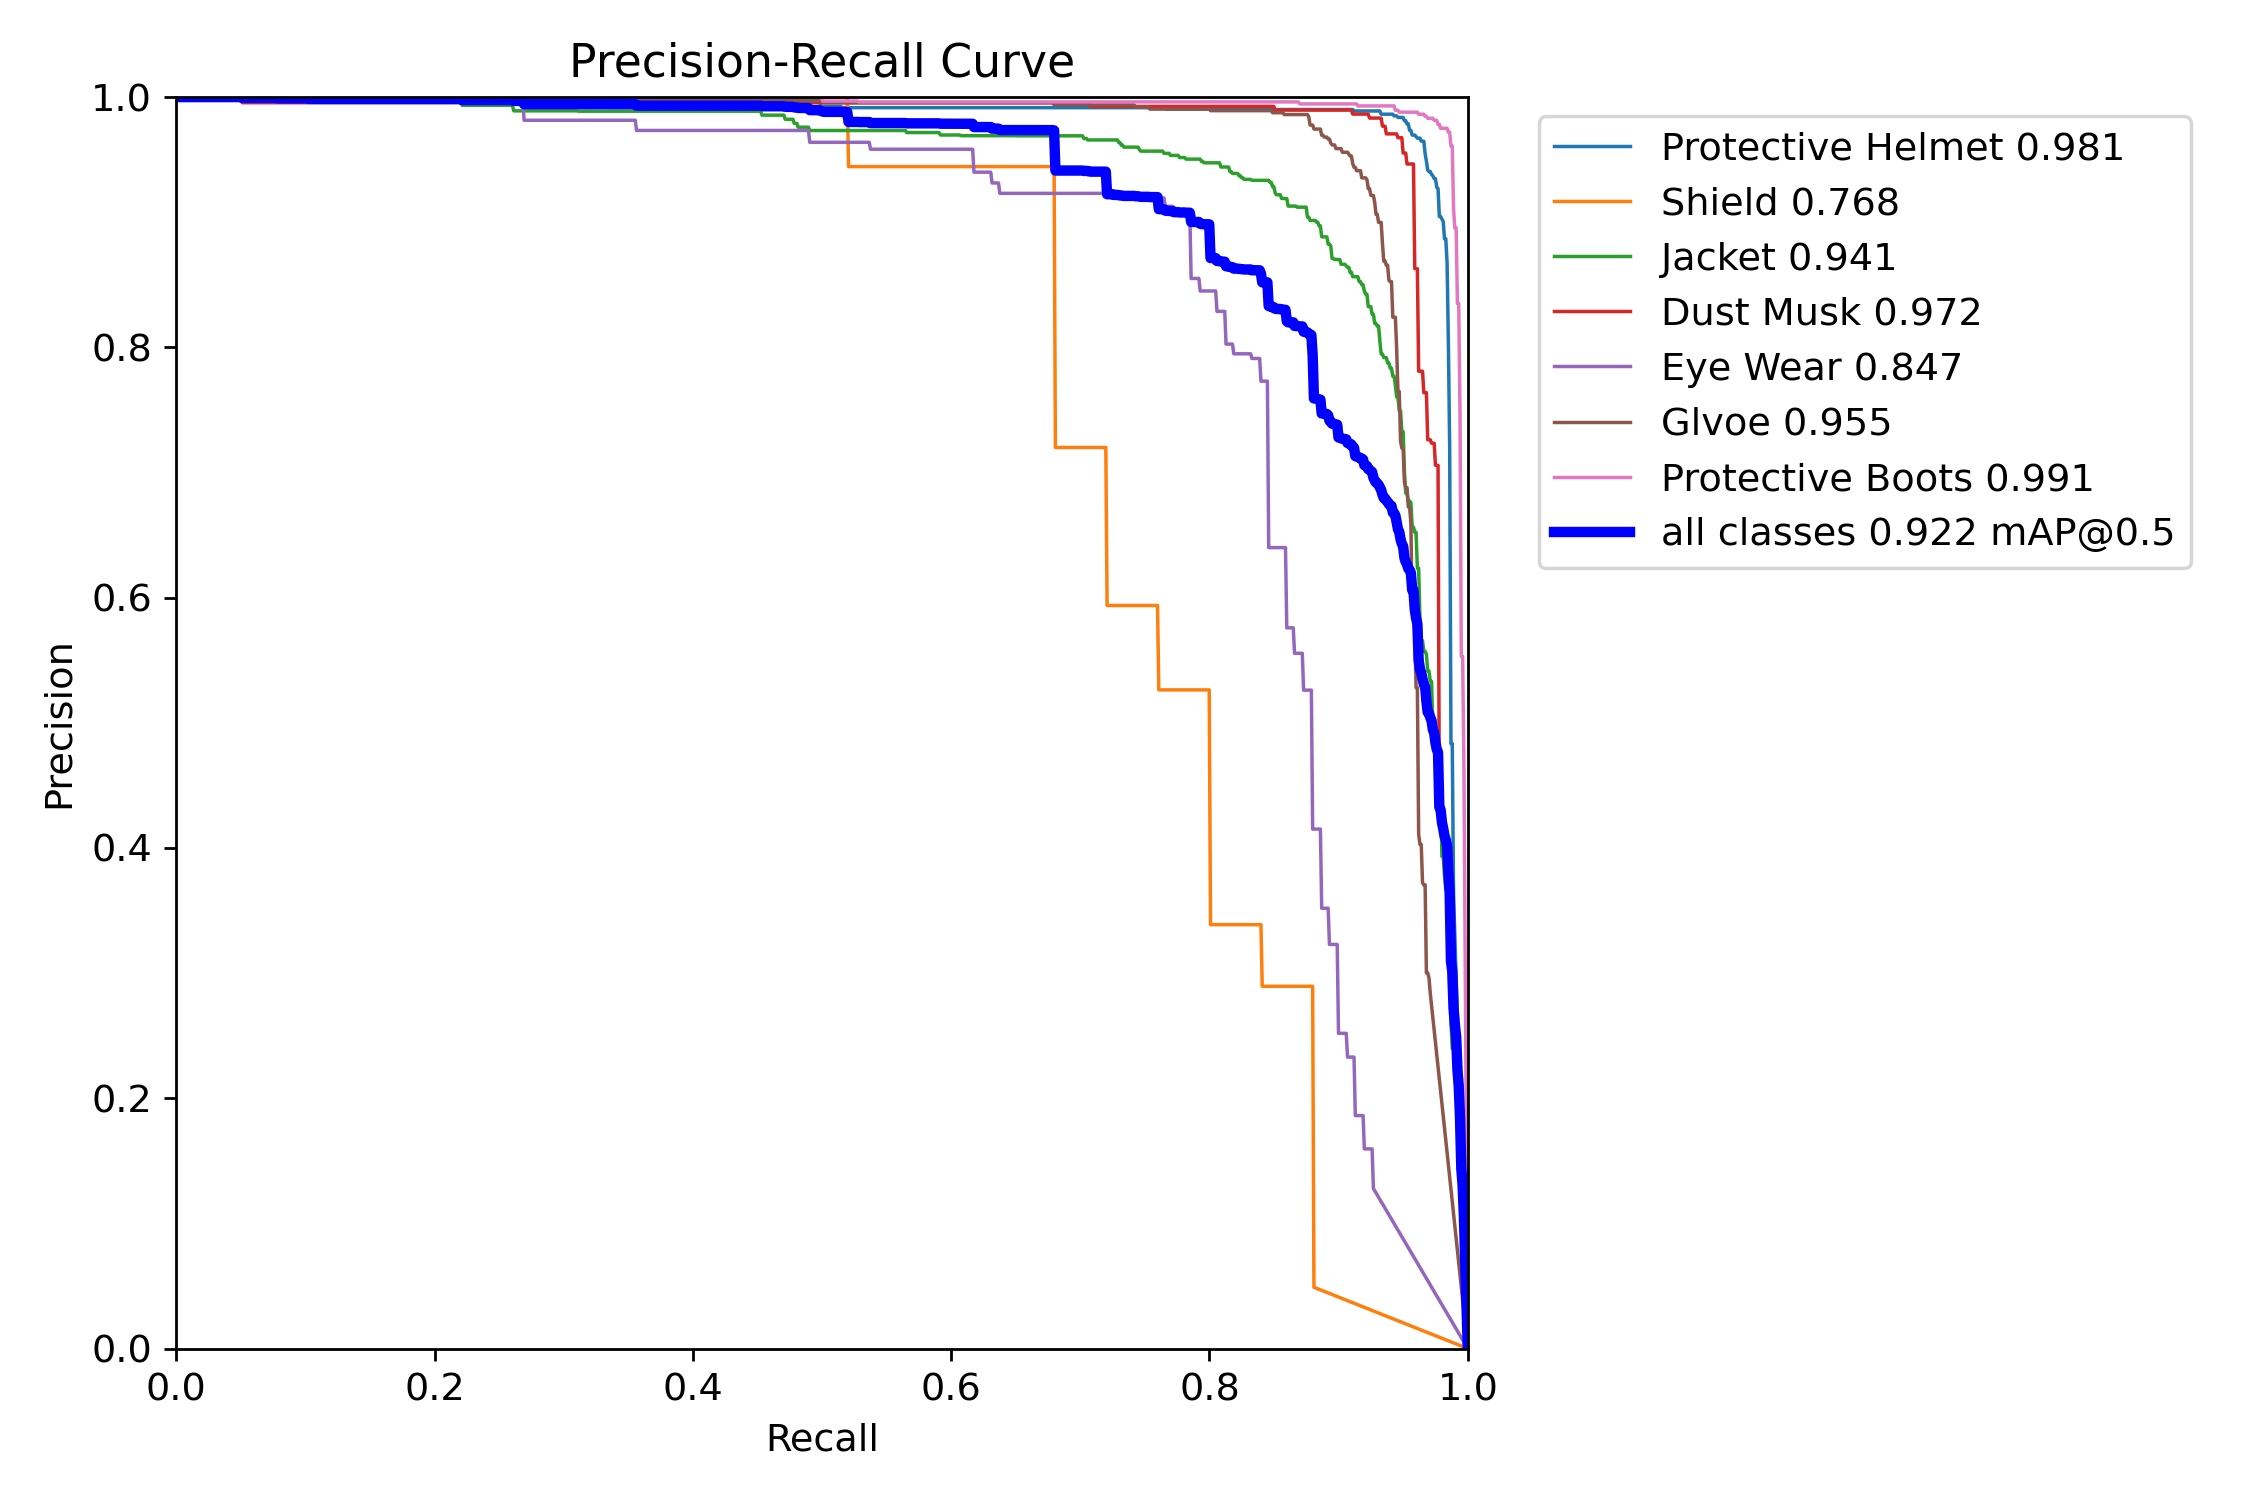 Precision-Recall Curve
1.0
0.8
0.6
0.4
0.2
0.0
Precision
0.0 0.2 0.4 0.6 0.8 1.0
Recall
Protective Helmet 0.981
Shield 0.768
Jacket 0.941
Dust Musk 0.972
Eye Wear 0.847
Glvoe 0.955
Protective Boots 0.991
all classes 0.922 mAP@0.5